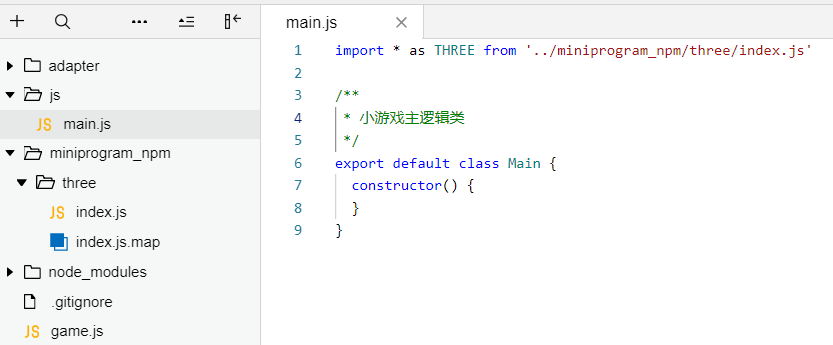 main.js
adapter
js
JS main.js
miniprogram_npm
three
JS index.js
index.js.map
node_modules
.gitignore
JS game.js
1 import * as THREE from '../miniprogram_npm/three/index.js'
2
3 /**
4 * 小游戏主逻辑类
5 */
6 export default class Main {
7 constructor() {
8 }
9 }